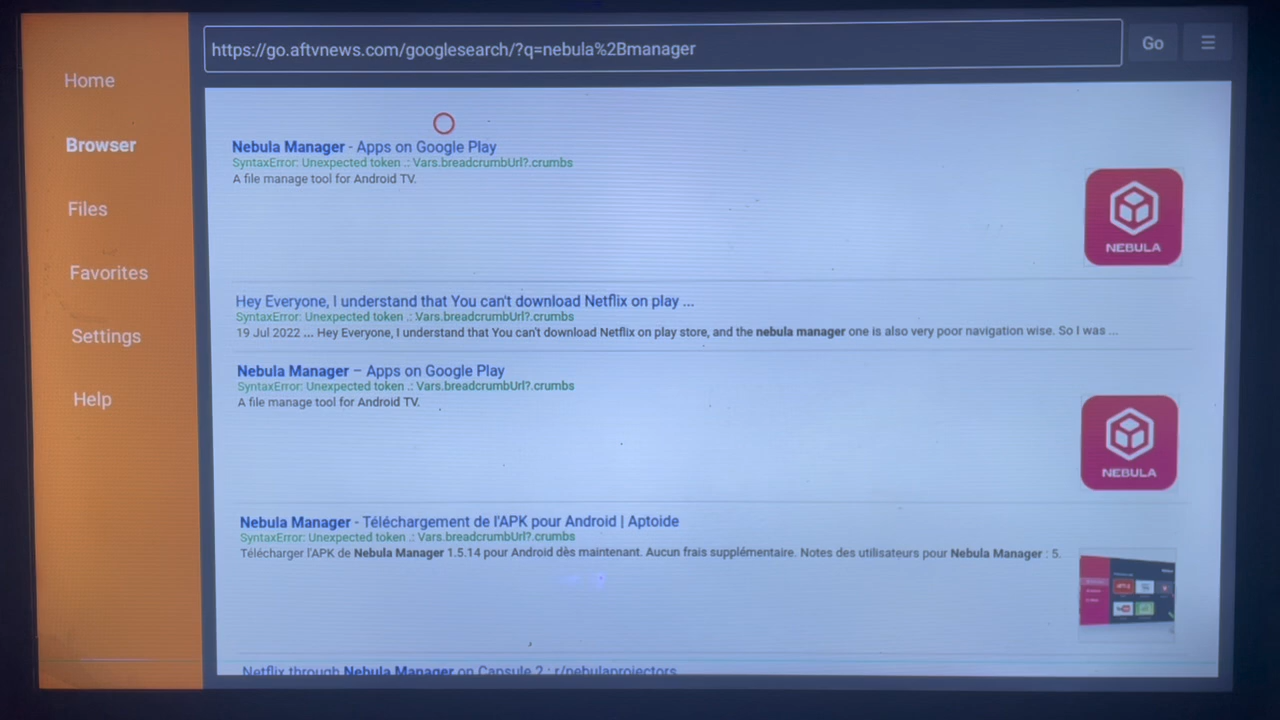 https://go.aftvnews.com/googlesearch/?q=nebula%2Bmanager
Go
Home
Browser
Files
Favorites
Settings
Help
Nebula Manager - Apps on Google Play
SyntaxError: Unexpected token .: Vars.breadcrumbUrl?.crumbs
A file manage tool for Android TV.
NEBULA
Hey Everyone, I understand that You can't download Netflix on play ...
SyntaxError: Unexpected token .: Vars.breadcrumbUrl?.crumbs
19 Jul 2022 ... Hey Everyone, I understand that You can't download Netflix on play store, and the nebula manager one is also very poor navigation wise. So I was ...
Nebula Manager – Apps on Google Play
SyntaxError: Unexpected token .: Vars.breadcrumbUrl?.crumbs
A file manage tool for Android TV.
NEBULA
Nebula Manager - Téléchargement de l'APK pour Android | Aptoide
SyntaxError: Unexpected token .: Vars.breadcrumbUrl?.crumbs
Télécharger l'APK de Nebula Manager 1.5.14 pour Android dès maintenant. Aucun frais supplémentaire. Notes des utilisateurs pour Nebula Manager : 5.
Netflix through Nebula Manager on Capsule 2 : r/nebulaprojectors